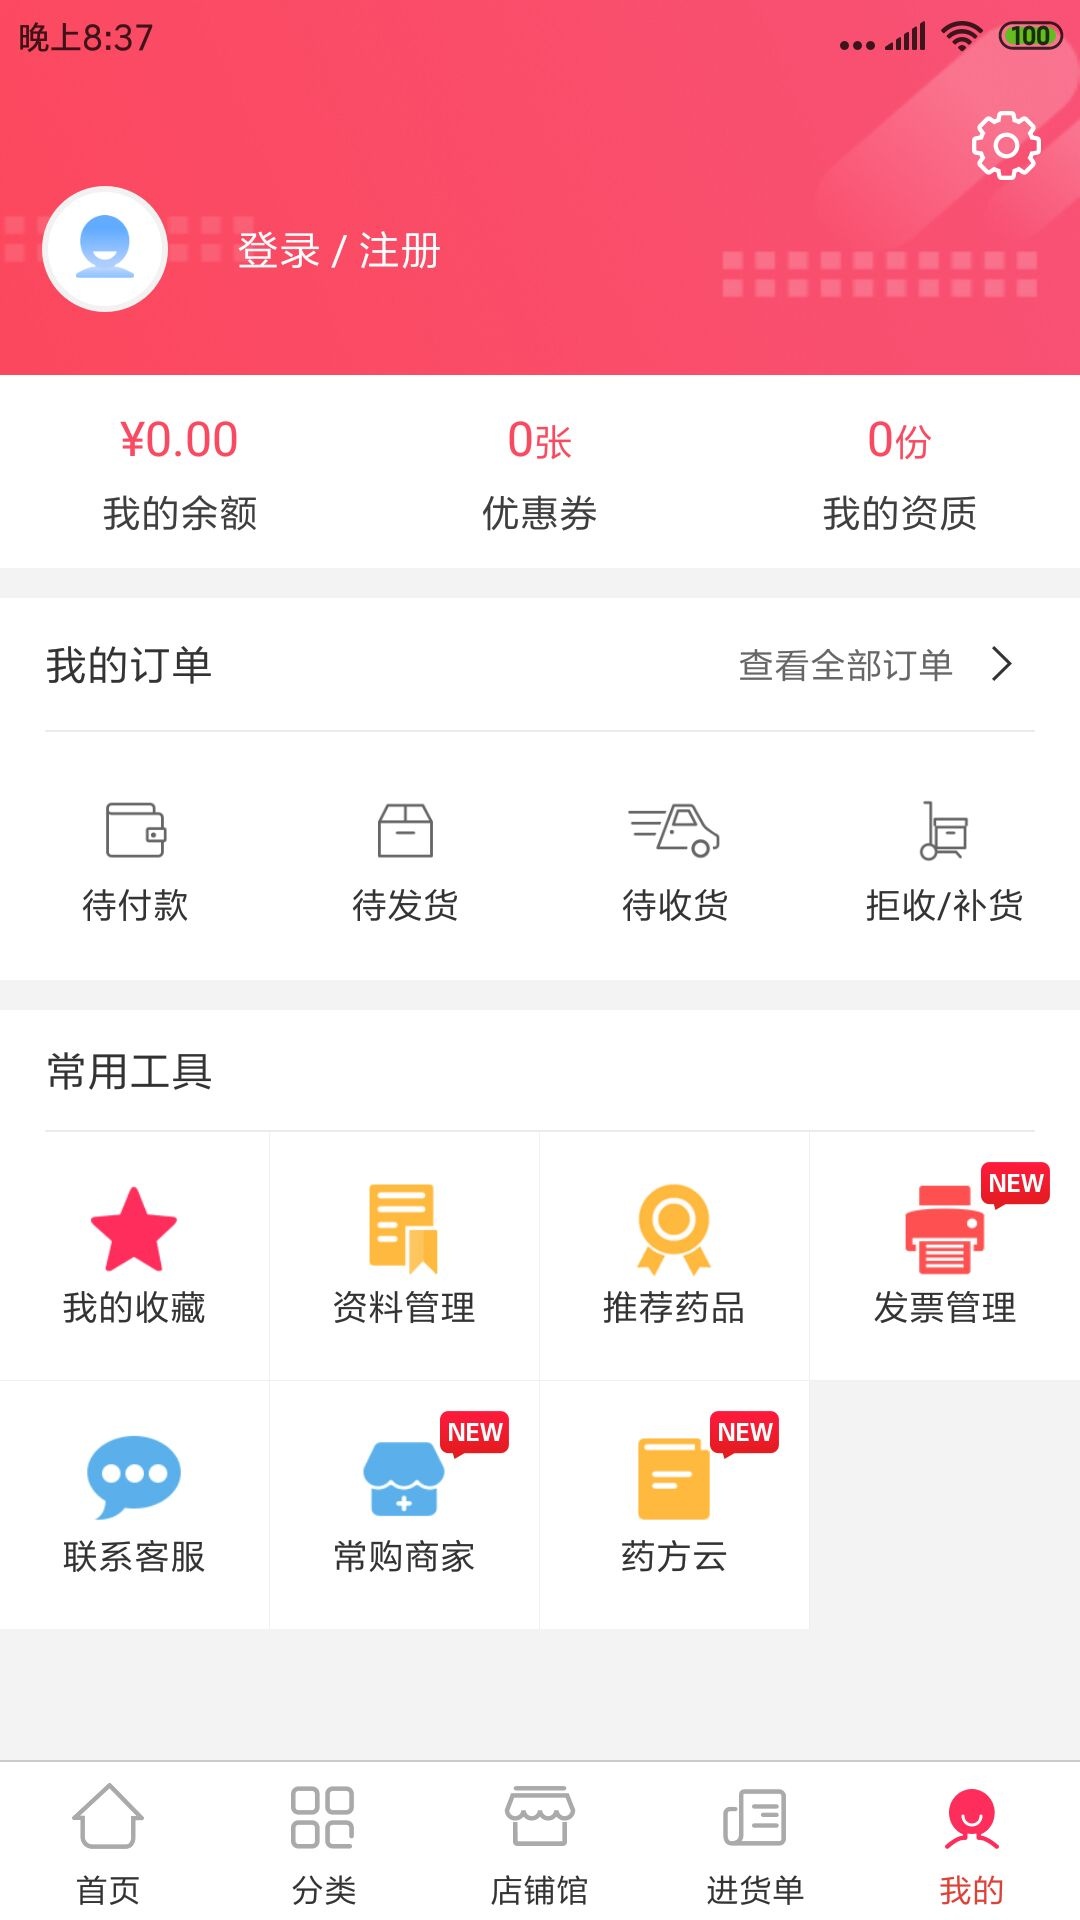 晚上8:37
100
登录 / 注册
¥0.00
0张
0份
我的余额
优惠券
我的资质
我的订单
查看全部订单
待付款
待发货
待收货
拒收/补货
常用工具
NEW
我的收藏
资料管理
推荐药品
发票管理
NEW
NEW
联系客服
常购商家
药方云
首页
分类
店铺馆
进货单
我的